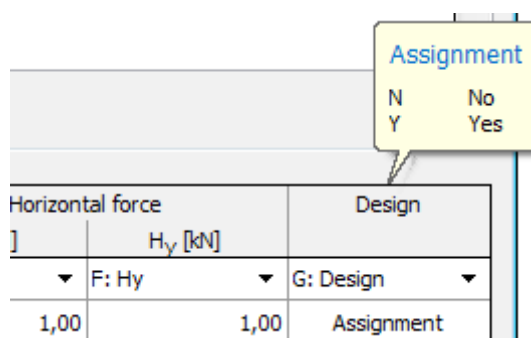 Assignment
N No
Y Yes
Horizontal force Design
] Hy [kN]
F: Hy G: Design
1,00 1,00 Assignment